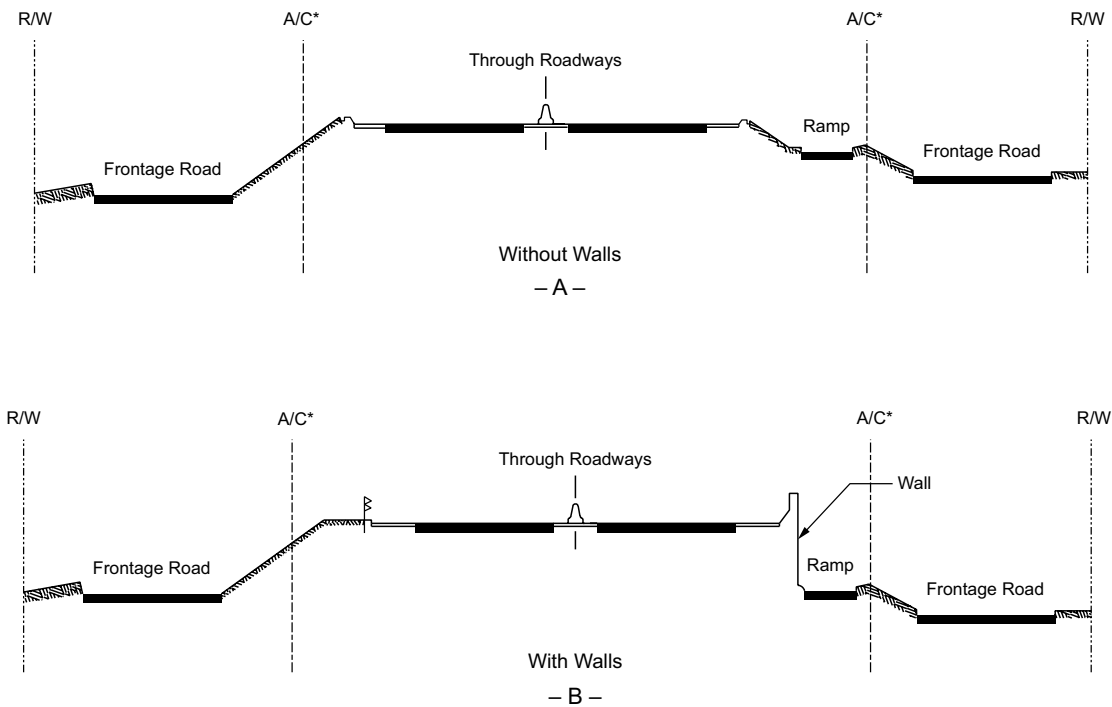 R/W
A/C*
A/C*
R/W
Through Roadways
Ramp
Frontage Road
Frontage Road
Without Walls
– A –
R/W
A/C*
A/C*
R/W
Through Roadways
Wall
Frontage Road
Ramp
Frontage Road
With Walls
– B –